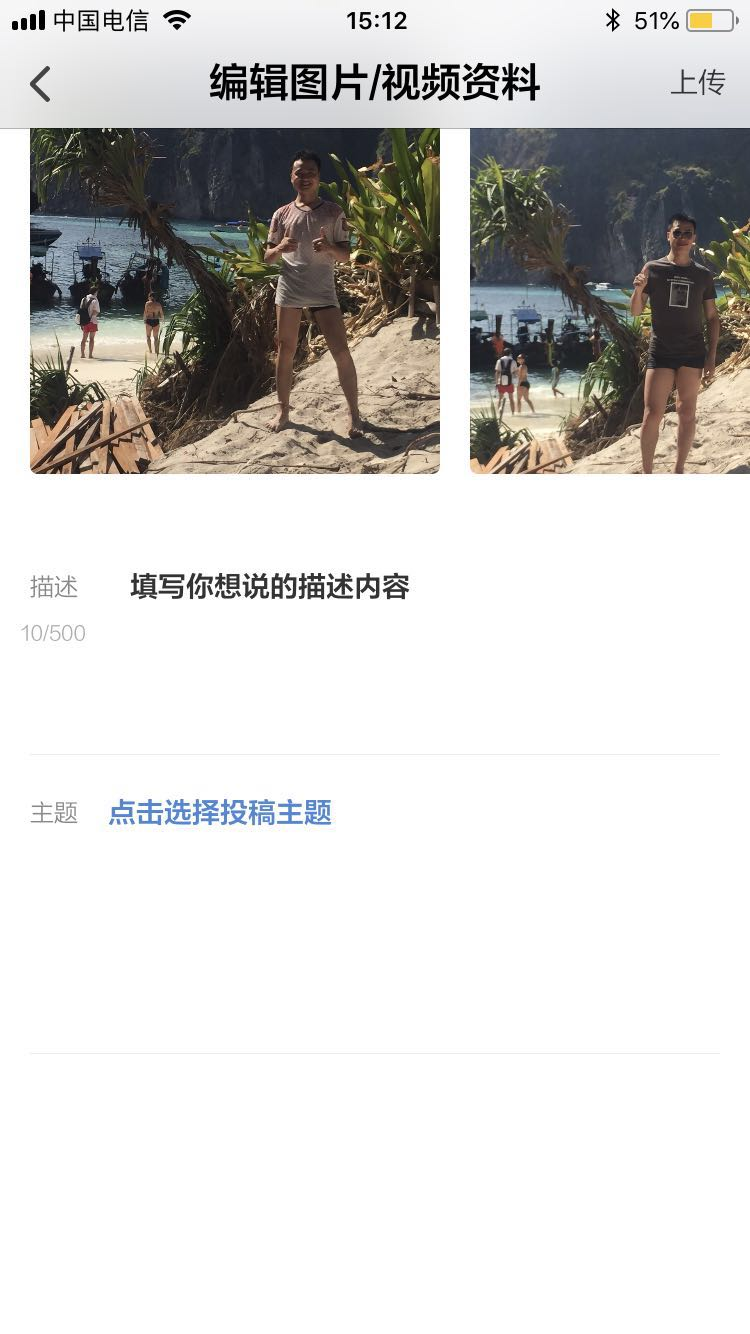 中国电信 15:12 51%
编辑图片/视频资料 上传
描述 填写你想说的描述内容
10/500
主题 点击选择投稿主题